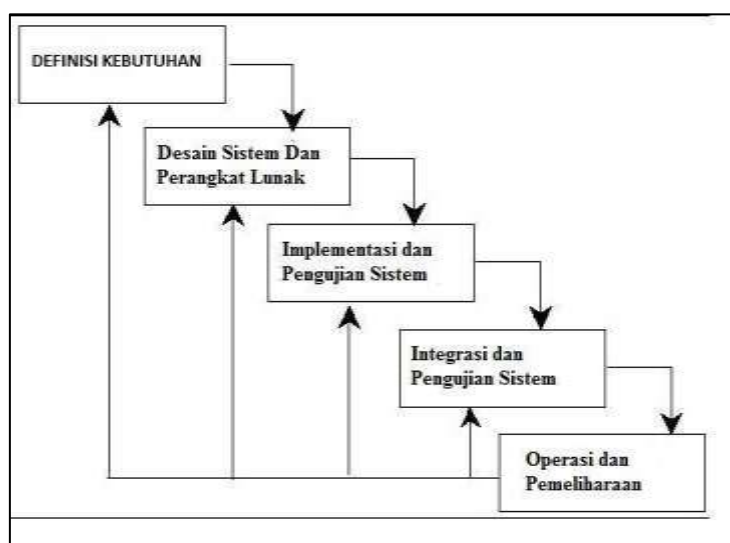 DEFINISI KEBUTUHAN
Desain Sistem Dan
Perangkat Lunak
Implementasi dan
Pengujian Sistem
Integrasi dan
Pengujian Sistem
Operasi dan
Pemeliharaan